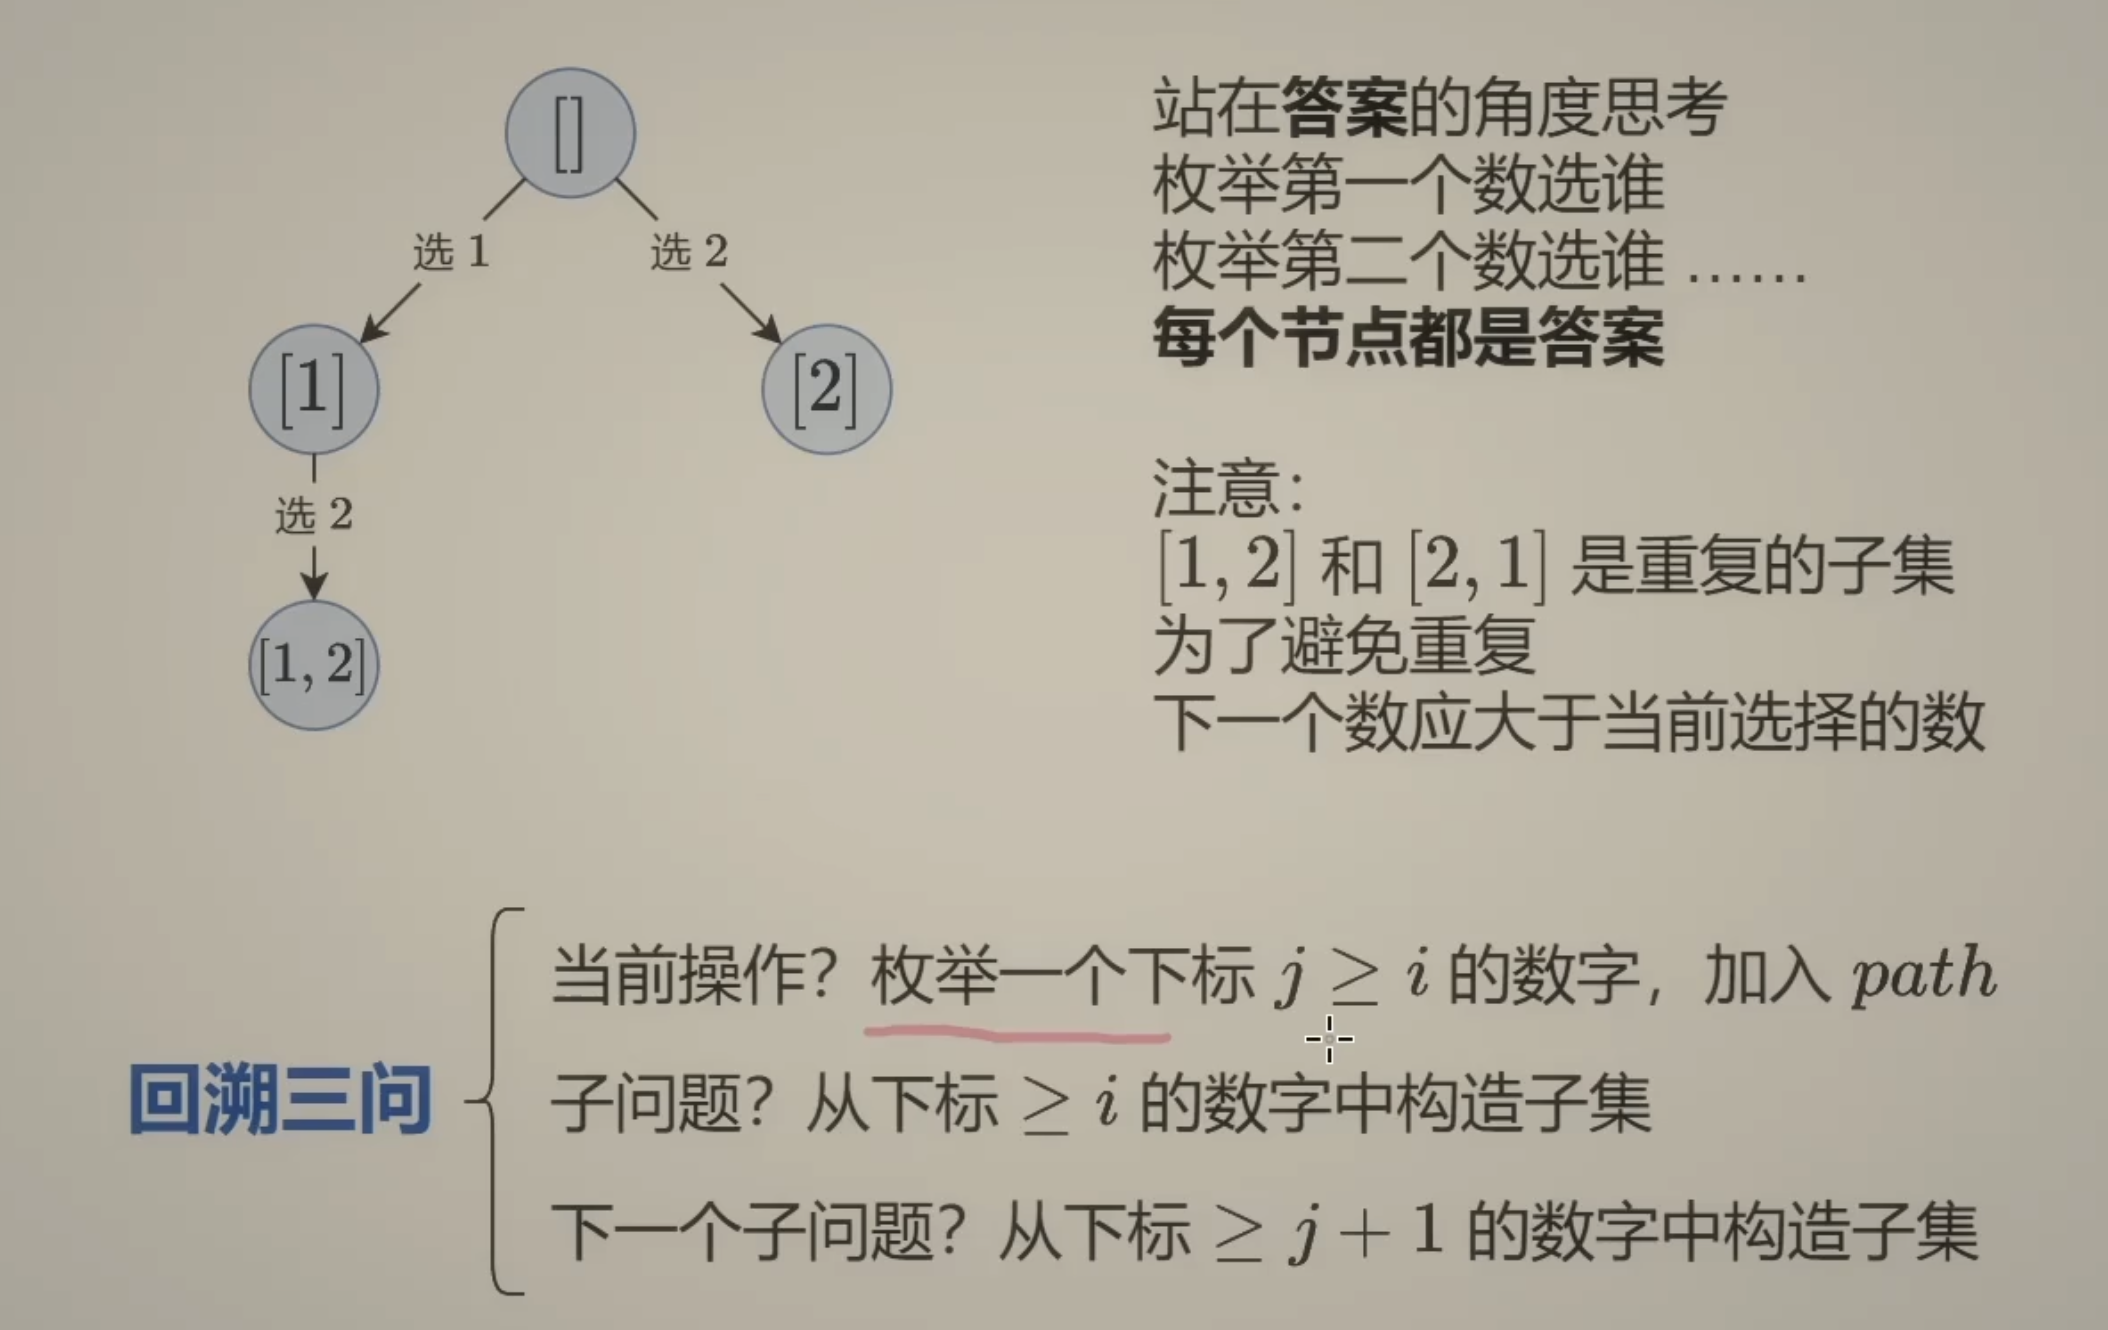 []
选 1
选 2
[1]
[2]
选 2
[1, 2]
站在答案的角度思考
枚举第一个数选谁
枚举第二个数选谁 ……
每个节点都是答案
注意：
[1, 2] 和 [2, 1] 是重复的子集
为了避免重复
下一个数应大于当前选择的数
回溯三问
当前操作？枚举一个下标 j ≥ i 的数字，加入 path
子问题？从下标 ≥ i 的数字中构造子集
下一个子问题？从下标 ≥ j + 1 的数字中构造子集